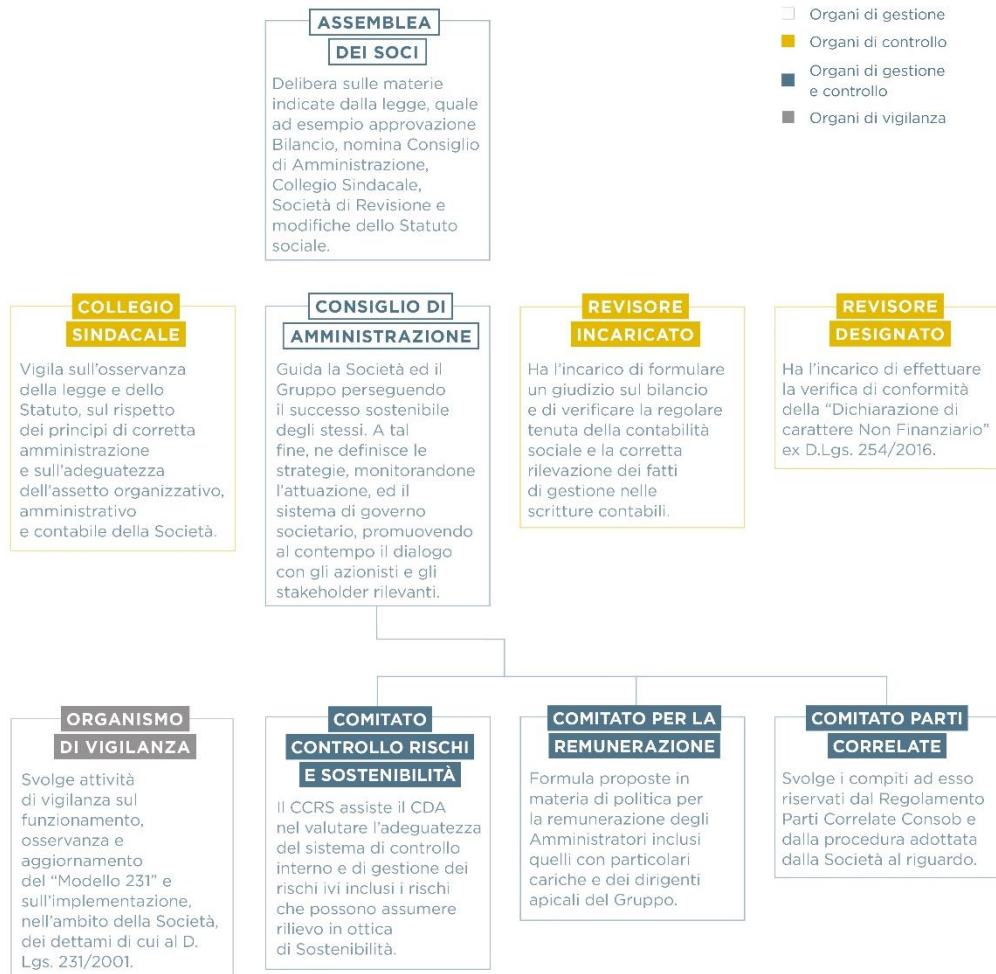 ASSEMBLEA
DEI SOCI
Delibera sulle materie
indicate dalla legge, quale
ad esempio approvazione
Bilancio, nomina Consiglio
di Amministrazione,
Collegio Sindacale,
Società di Revisione e
modifiche dello Statuto
sociale.
Organi di gestione
Organi di controllo
Organi di gestione
e controllo
Organi di vigilanza
COLLEGIO
SINDACALE
Vigila sull'osservanza
della legge e dello
Statuto, sul rispetto
dei principi di corretta
amministrazione
e sull'adeguatezza
dell'assetto organizzativo,
amministrativo
e contabile della Società.
CONSIGLIO DI
AMMINISTRAZIONE
Guida la Società ed il
Gruppo perseguendo
il successo sostenibile
degli stessi. A tal
fine, ne definisce le
strategie, monitorandone
l'attuazione, ed il
sistema di governo
societario, promuovendo
al contempo il dialogo
con gli azionisti e gli
stakeholder rilevanti.
REVISORE
INCARICATO
Ha l'incarico di formulare
un giudizio sul bilancio
e di verificare la regolare
tenuta della contabilità
sociale e la corretta
rilevazione dei fatti
di gestione nelle
scritture contabili.
REVISORE
DESIGNATO
Ha l'incarico di effettuare
la verifica di conformità
della “Dichiarazione di
carattere Non Finanziario”
ex D.Lgs. 254/2016.
ORGANISMO
DI VIGILANZA
Svolge attività
di vigilanza sul
funzionamento,
osservanza e
aggiornamento
del “Modello 231” e
sull'implementazione,
nell'ambito della Società,
dei dettami di cui al D.
Lgs. 231/2001.
COMITATO
CONTROLLO RISCHI
E SOSTENIBILITÀ
Il CCRS assiste il CDA
nel valutare l'adeguatezza
del sistema di controllo
interno e di gestione dei
rischi ivi inclusi i rischi
che possono assumere
rilievo in ottica
di Sostenibilità.
COMITATO PER LA
REMUNERAZIONE
Formula proposte in
materia di politica per
la remunerazione degli
Amministratori inclusi
quelli con particolari
cariche e dei dirigenti
apicali del Gruppo.
COMITATO PARTI
CORRELATE
Svolge i compiti ad esso
riservati dal Regolamento
Parti Correlate Consob e
dalla procedura adottata
dalla Società al riguardo.